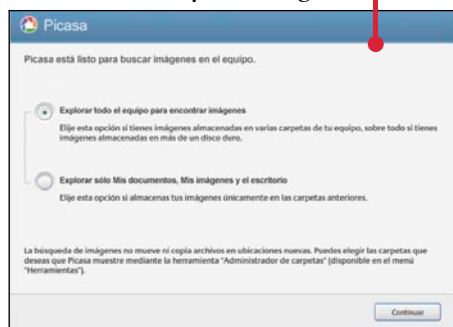 Picasa
Picasa está listo para buscar imágenes en el equipo.
Explorar todo el equipo para encontrar imágenes
Elije esta opción si tienes imágenes almacenadas en varias carpetas de tu equipo, sobre todo si tienes
imágenes almacenadas en más de un disco duro.
Explorar sólo Mis documentos, Mis imágenes y el escritorio
Elije esta opción si almacenas tus imágenes únicamente en las carpetas anteriores.
La búsqueda de imágenes no mueve ni copia archivos en ubicaciones nuevas. Puedes elegir las carpetas que
deseas que Picasa muestre mediante la herramienta "Administrador de carpetas" (disponible en el menú
"Herramientas").
Continuar